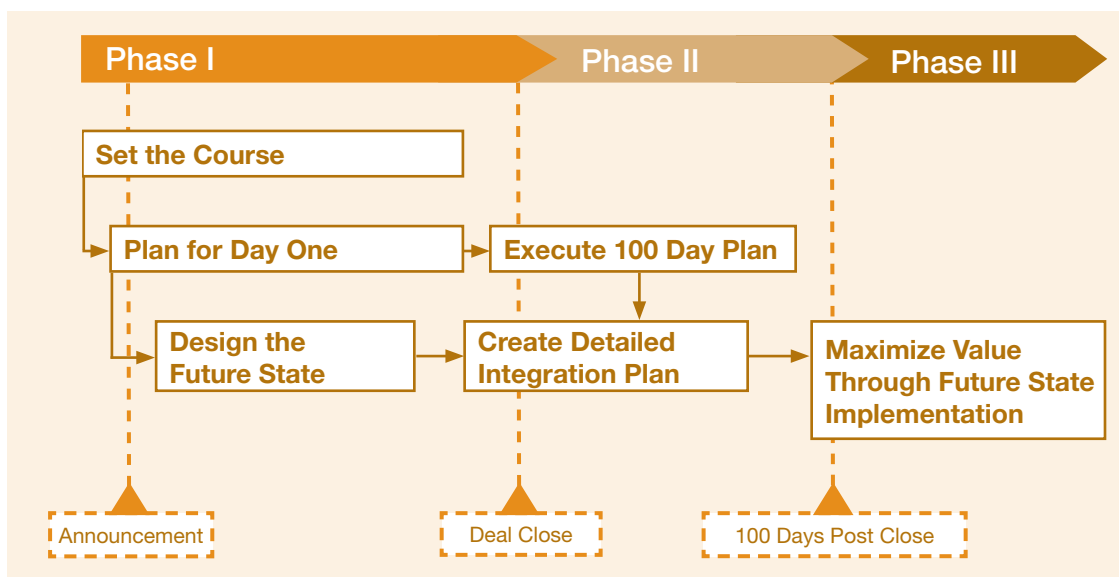 Phase I
Phase II
Phase III
Set the Course
Plan for Day One
Execute 100 Day Plan
Design the
Future State
Create Detailed
Integration Plan
Maximize Value
Through Future State
Implementation
Announcement
Deal Close
100 Days Post Close